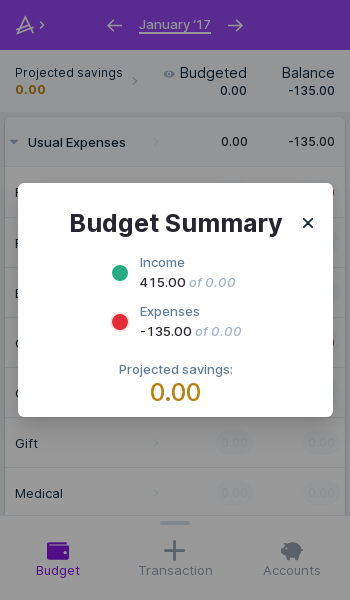 January ‘17
Projected savings
0.00
Budgeted
0.00
Balance
-135.00
Usual Expenses
0.00
-135.00
Budget Summary
Income
415.00 of 0.00
Expenses
-135.00 of 0.00
Projected savings:
0.00
Gift
0.00
0.00
Medical
0.00
0.00
Budget
Transaction
Accounts